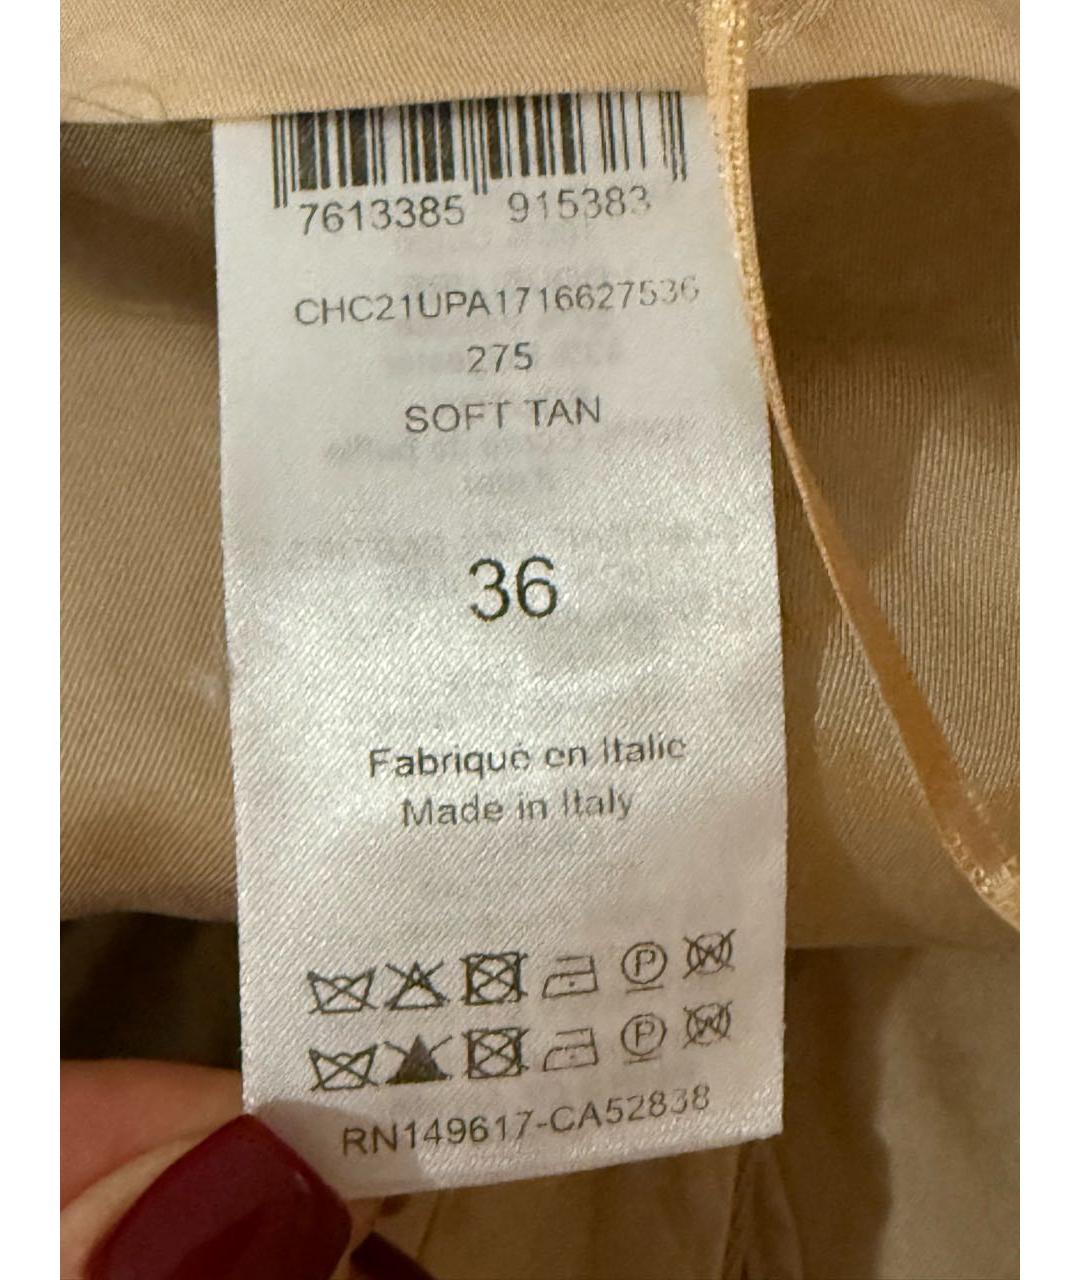 7613385 915383
CHC21UPA1716627536
275
SOFT TAN
36
Fabriqué en Italie
Made in Italy
P W
P W
RN149617-CA52838